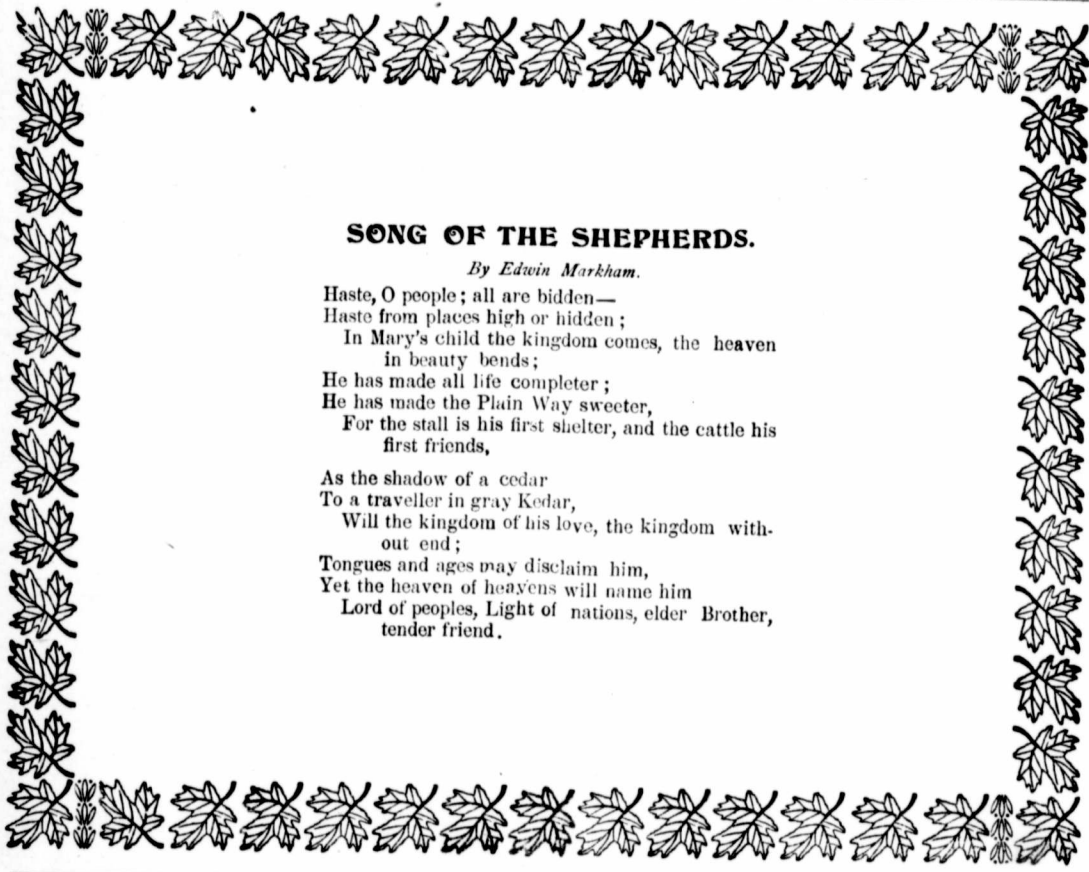 SONG OF THE SHEPHERDS.
By Edwin Markham.
Haste, O people; all are bidden—
Haste from places high or hidden;
In Mary's child the kingdom comes, the heaven
in beauty bends;
He has made all life completer;
He has made the Plain Way sweeter,
For the stall is his first shelter, and the cattle his
first friends,
As the shadow of a cedar
To a traveller in gray Kedar,
Will the kingdom of his love, the kingdom with-
out end;
Tongues and ages may disclaim him,
Yet the heaven of heavens will name him
Lord of peoples, Light of nations, elder Brother,
tender friend.